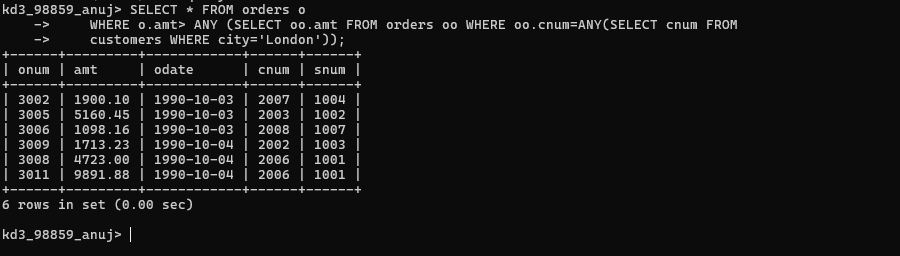 kd3_98859_anuj> SELECT * FROM orders o
    ->     WHERE o.amt> ANY (SELECT oo.amt FROM orders oo WHERE oo.cnum=ANY(SELECT cnum FROM
    ->     customers WHERE city='London'));
+------+---------+------------+------+------+
| onum | amt     | odate      | cnum | snum |
+------+---------+------------+------+------+
| 3002 | 1900.10 | 1990-10-03 | 2007 | 1004 |
| 3005 | 5160.45 | 1990-10-03 | 2003 | 1002 |
| 3006 | 1098.16 | 1990-10-03 | 2008 | 1007 |
| 3009 | 1713.23 | 1990-10-04 | 2002 | 1003 |
| 3008 | 4723.00 | 1990-10-04 | 2006 | 1001 |
| 3011 | 9891.88 | 1990-10-04 | 2006 | 1001 |
+------+---------+------------+------+------+
6 rows in set (0.00 sec)

kd3_98859_anuj>